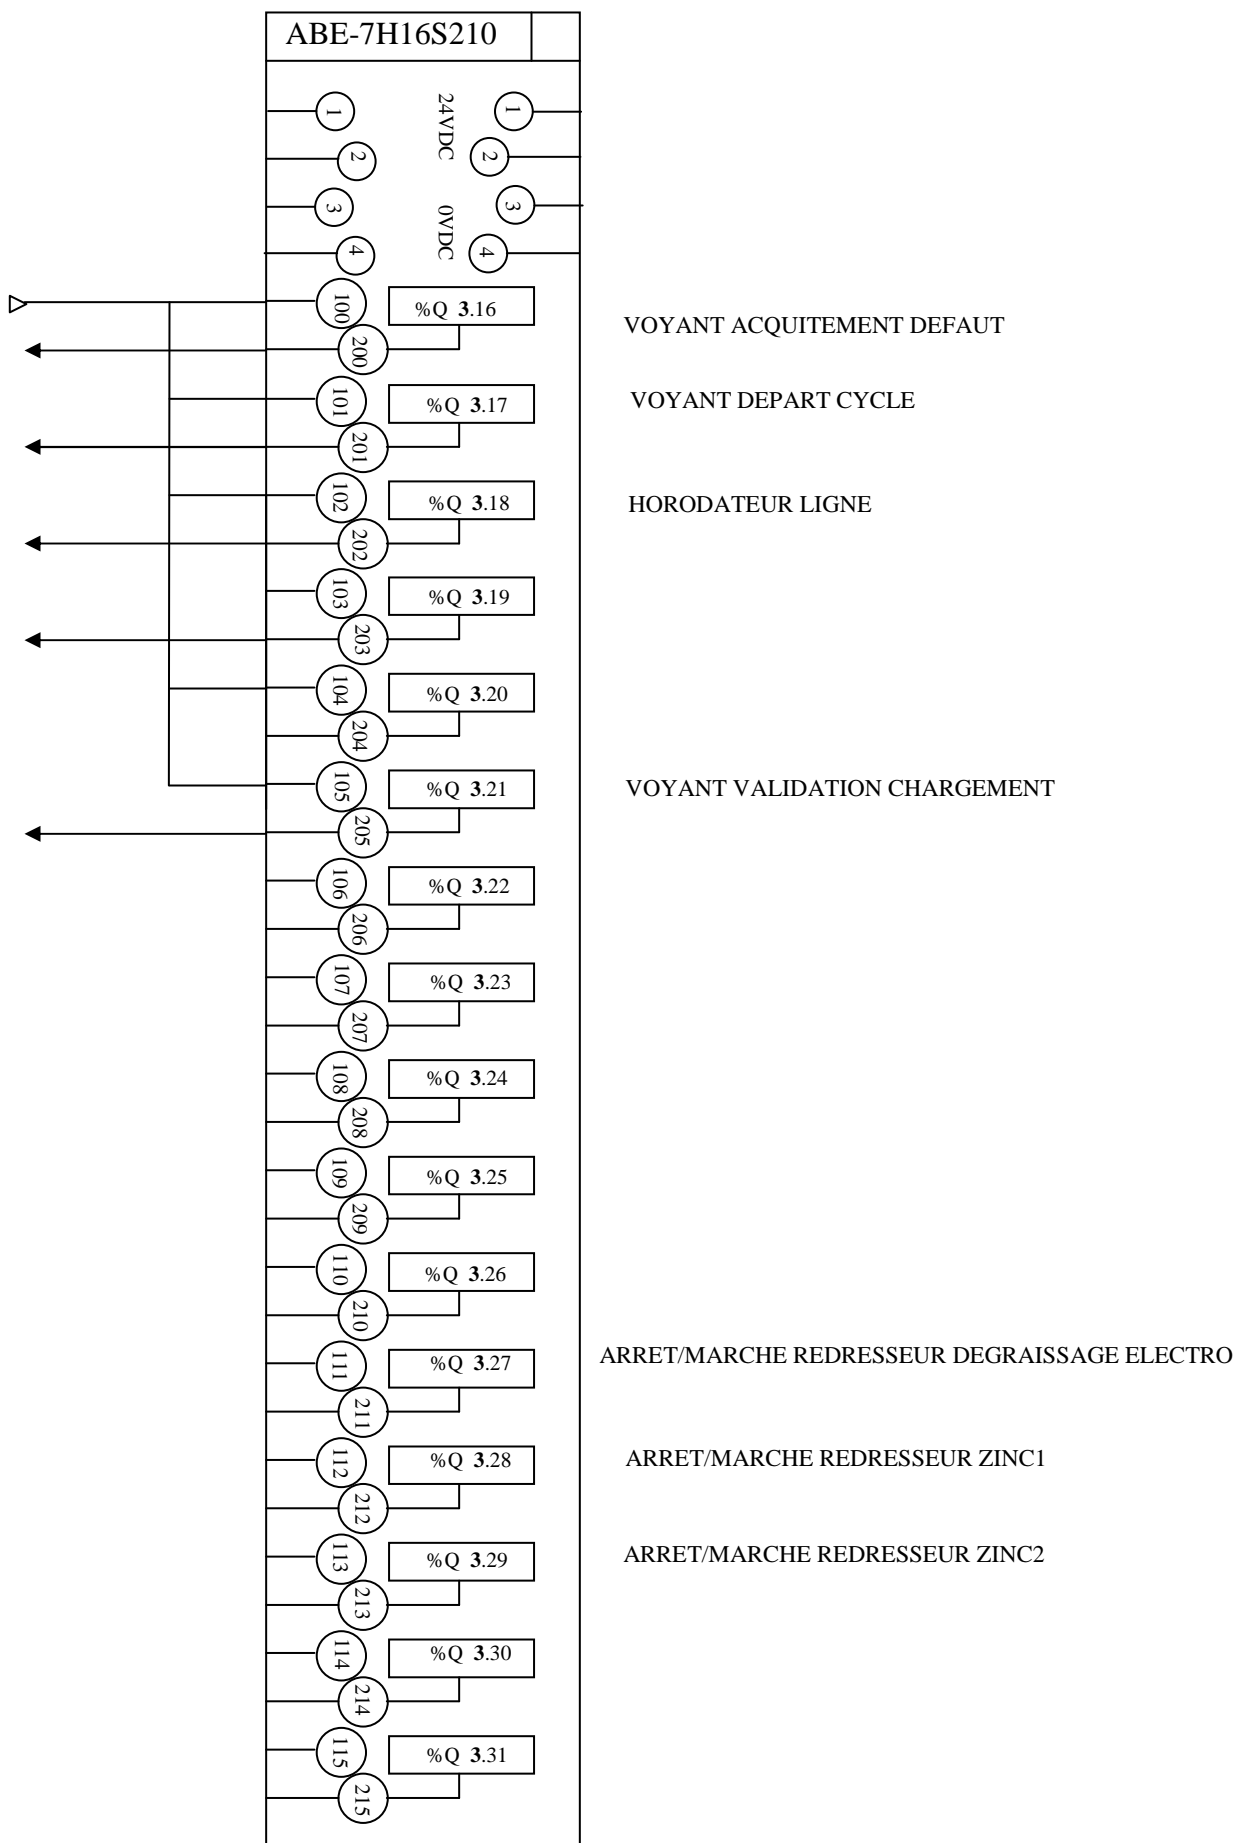 ABE-7H16S210
1 24VDC 1
2 2
3 0VDC 3
4 4
100 %Q 3.16
200 VOYANT ACQUITEMENT DEFAUT
101 %Q 3.17 VOYANT DEPART CYCLE
201
102 %Q 3.18 HORODATEUR LIGNE
202
103 %Q 3.19
203
104 %Q 3.20
204
105 %Q 3.21 VOYANT VALIDATION CHARGEMENT
205
106 %Q 3.22
206
107 %Q 3.23
207
108 %Q 3.24
208
109 %Q 3.25
209
110 %Q 3.26
210
111 %Q 3.27 ARRET/MARCHE REDRESSEUR DEGRAISSAGE ELECTRO
211
112 %Q 3.28 ARRET/MARCHE REDRESSEUR ZINC1
212
113 %Q 3.29 ARRET/MARCHE REDRESSEUR ZINC2
213
114 %Q 3.30
214
115 %Q 3.31
215